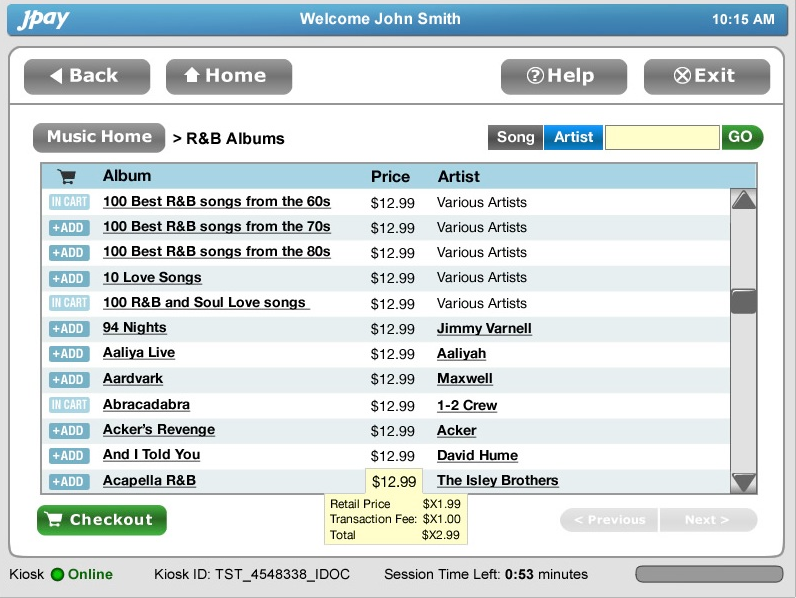 Jpay Welcome John Smith 10:15 AM
Back Home Help Exit
Music Home > R&B Albums Song Artist GO
Album Price Artist
IN CART 100 Best R&B songs from the 60s $12.99 Various Artists
+ADD 100 Best R&B songs from the 70s $12.99 Various Artists
+ADD 100 Best R&B songs from the 80s $12.99 Various Artists
+ADD 10 Love Songs $12.99 Various Artists
IN CART 100 R&B and Soul Love songs $12.99 Various Artists
+ADD 94 Nights $12.99 Jimmy Varnell
+ADD Aaliya Live $12.99 Aaliyah
+ADD Aardvark $12.99 Maxwell
IN CART Abracadabra $12.99 1-2 Crew
+ADD Acker's Revenge $12.99 Acker
+ADD And I Told You $12.99 David Hume
+ADD Acapella R&B $12.99 The Isley Brothers
Retail Price $X1.99
Transaction Fee: $X1.00
Total $X2.99
Checkout < Previous Next >
Kiosk Online Kiosk ID: TST_4548338_IDOC Session Time Left: 0:53 minutes